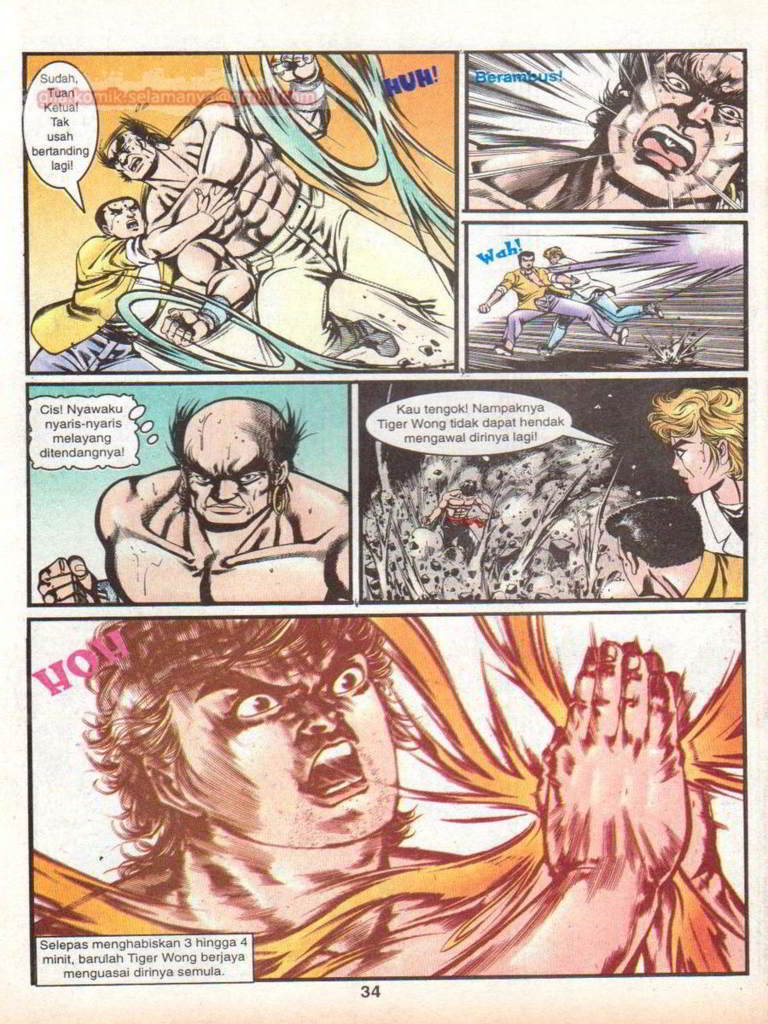 Sudah,
Tuan
Ketua!
Tak
usah
bertanding
lagi!
HUH!
Berambus!
Wah!
Cis! Nyawaku
nyaris-nyaris
melayang
ditendangnya!
Kau tengok! Nampaknya
Tiger Wong tidak dapat hendak
mengawal dirinya lagi!
HOH
Selepas menghabiskan 3 hingga 4
minit, barulah Tiger Wong berjaya
menguasai dirinya semula.
34